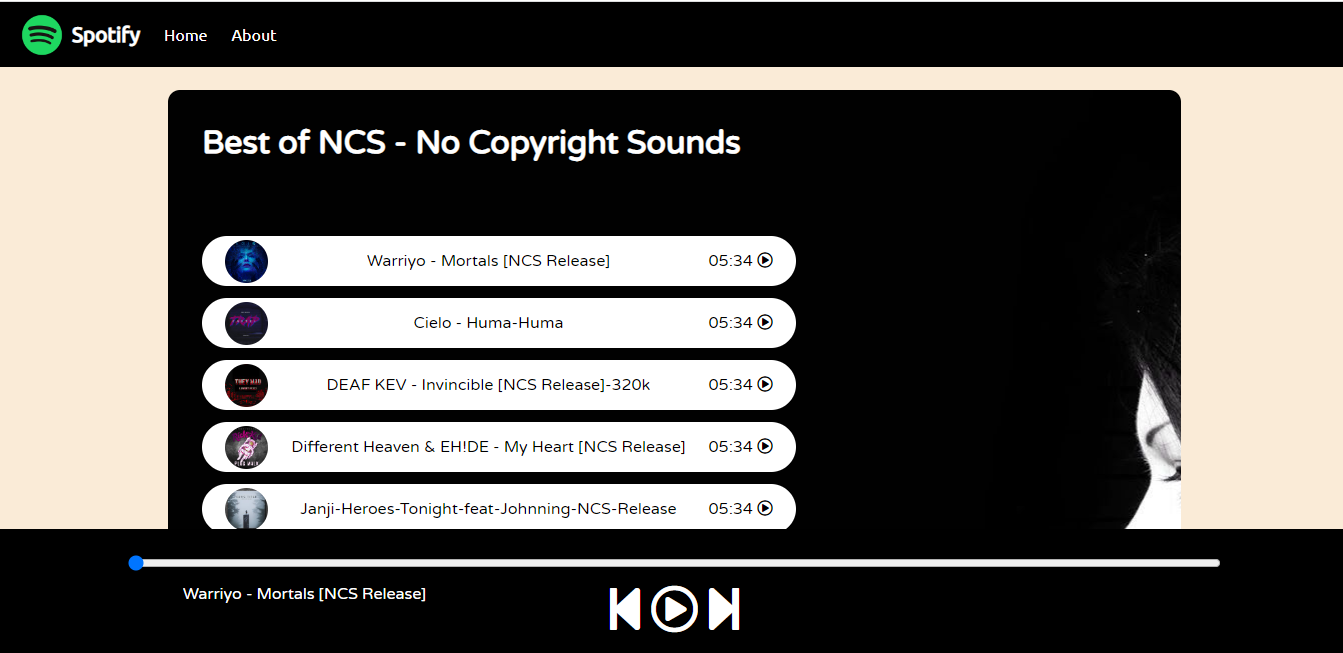 Spotify Home About
Best of NCS - No Copyright Sounds
Warriyo - Mortals [NCS Release] 05:34
Cielo - Huma-Huma 05:34
DEAF KEV - Invincible [NCS Release]-320k 05:34
Different Heaven & EH!DE - My Heart [NCS Release] 05:34
Janji-Heroes-Tonight-feat-Johnning-NCS-Release 05:34
Warriyo - Mortals [NCS Release]